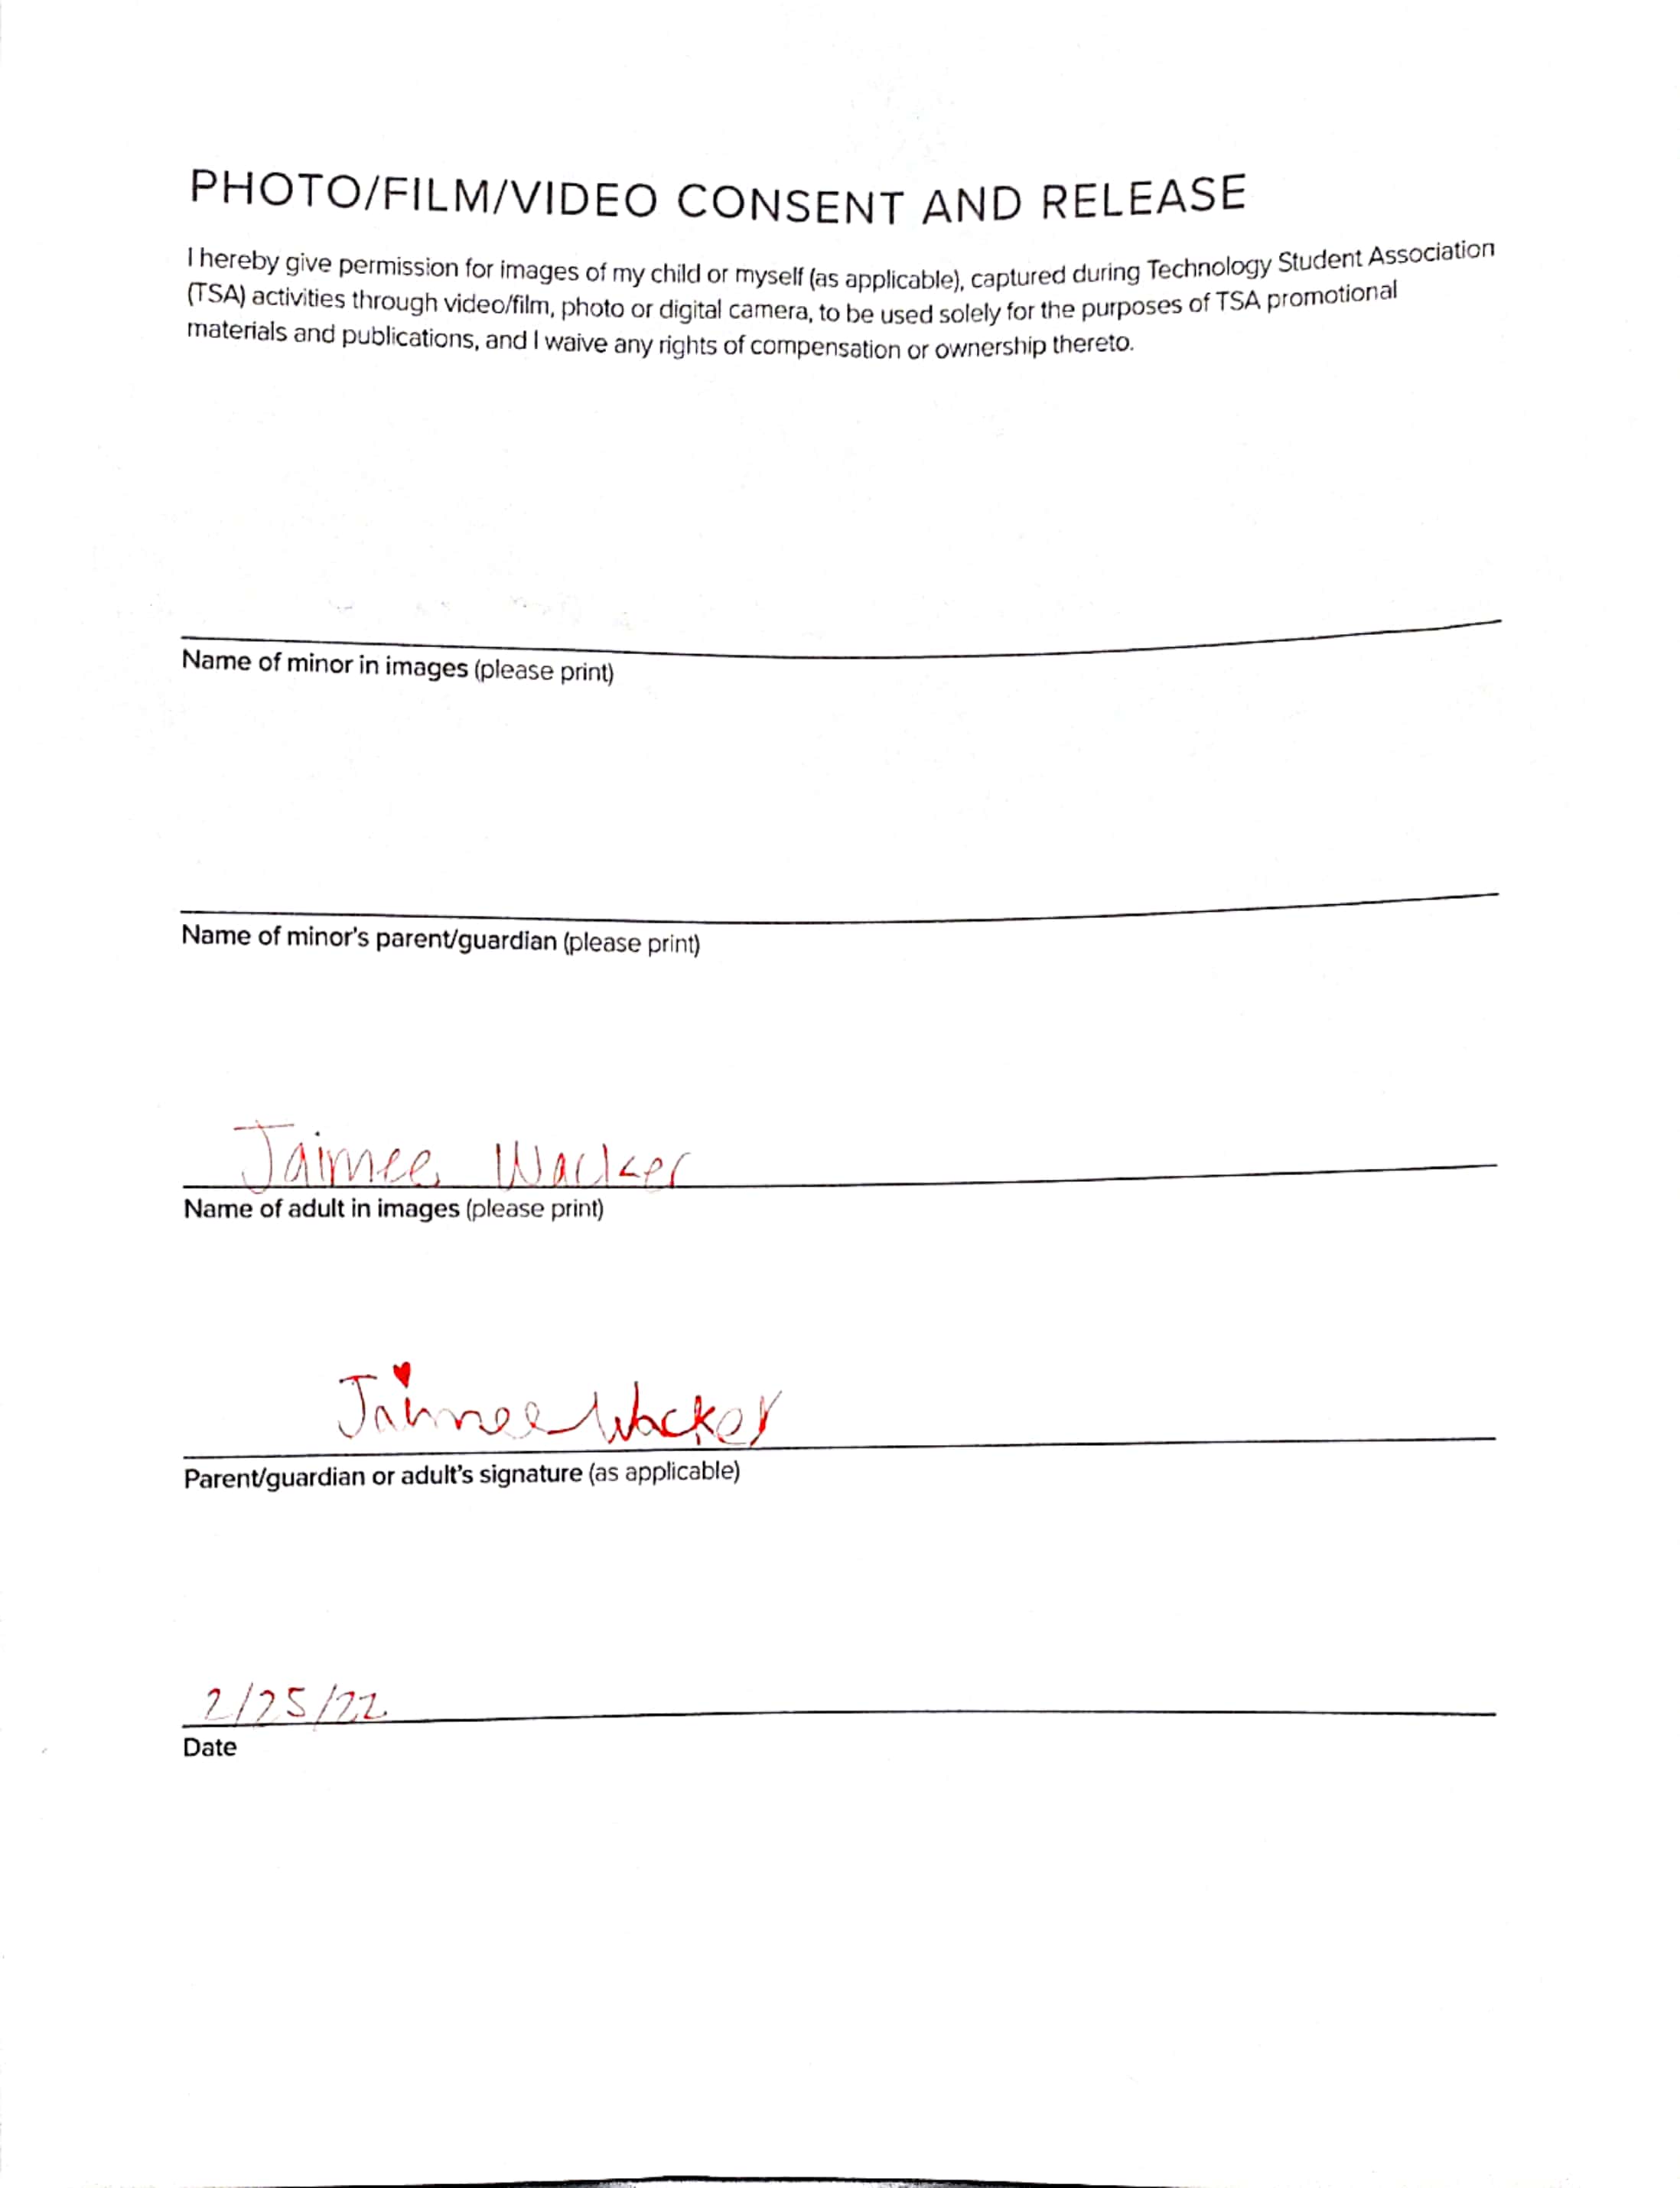 PHOTO/FILM/VIDEO CONSENT AND RELEASE
I hereby give permission for images of my child or myself (as applicable), captured during Technology Student Association
(TSA) activities through video/film, photo or digital camera, to be used solely for the purposes of TSA promotional
materials and publications, and I waive any rights of compensation or ownership thereto.
Name of minor in images (please print)
Name of minor's parent/guardian (please print)
Jaimee Wacker
Name of adult in images (please print)
Jaimee Wacker
Parent/guardian or adult's signature (as applicable)
2/25/22
Date